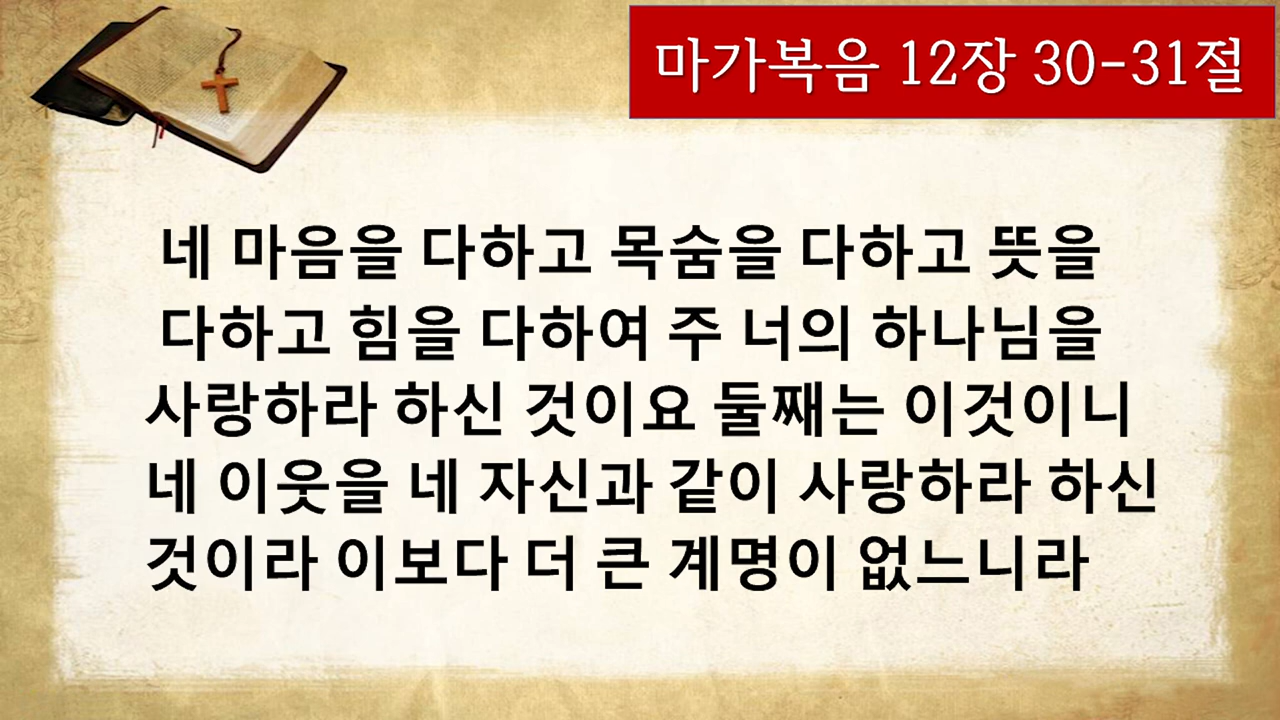 마가복음 12장 30-31절
네 마음을 다하고 목숨을 다하고 뜻을
다하고 힘을 다하여 주 너의 하나님을
사랑하라 하신 것이요 둘째는 이것이니
네 이웃을 네 자신과 같이 사랑하라 하신
것이라 이보다 더 큰 계명이 없느니라